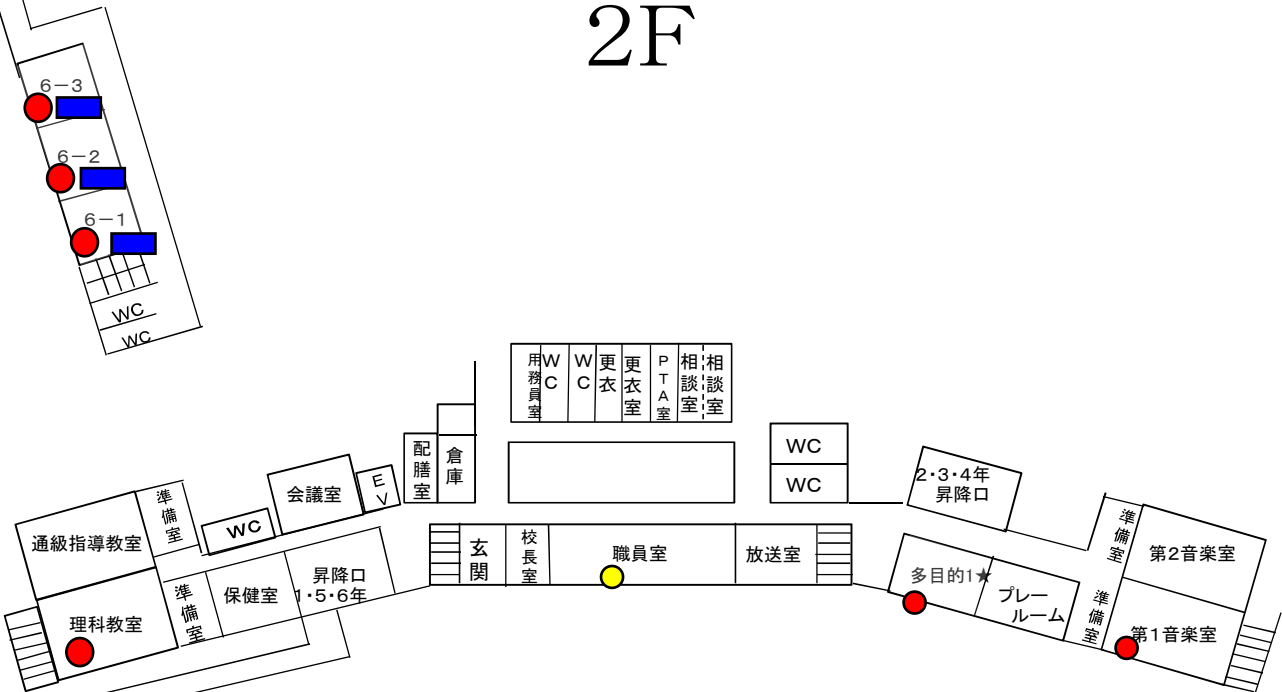 2F
6－3
6－2
6－1
WC
WC
用務員室
WC
WC
更衣
更衣室
PTA室
相談室
相談室
配膳室
倉庫
WC
WC
会議室
EV
WC
準備室
通級指導教室
理科教室
準備室
保健室
昇降口
1・5・6年
玄関
校長室
職員室
放送室
2・3・4年
昇降口
多目的1★
プレー
ルーム
準備室
準備室
第2音楽室
第1音楽室